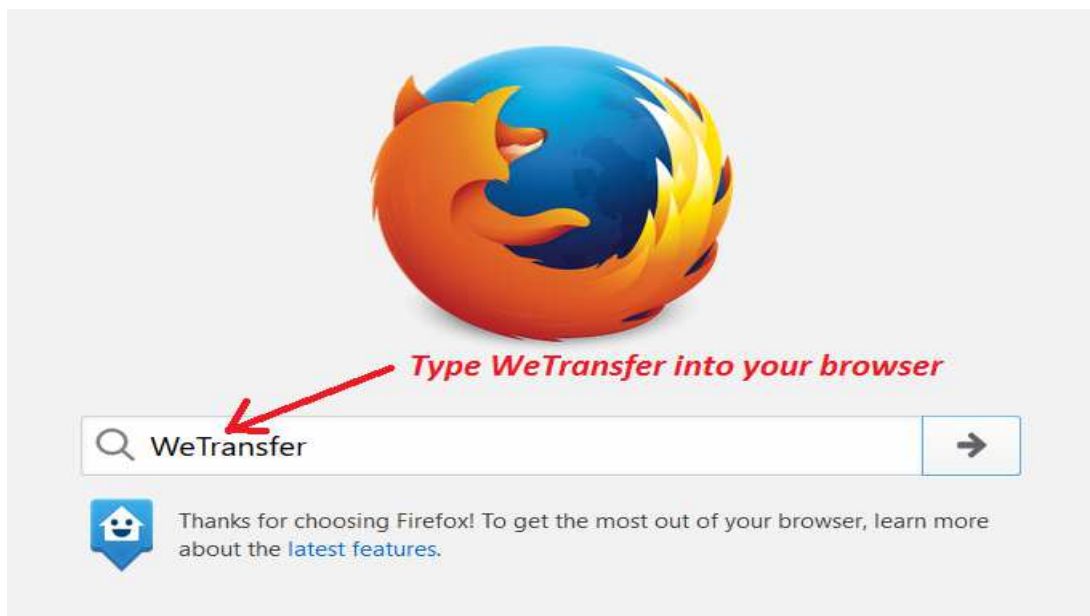 Type WeTransfer into your browser
WeTransfer
Thanks for choosing Firefox! To get the most out of your browser, learn more
about the latest features.